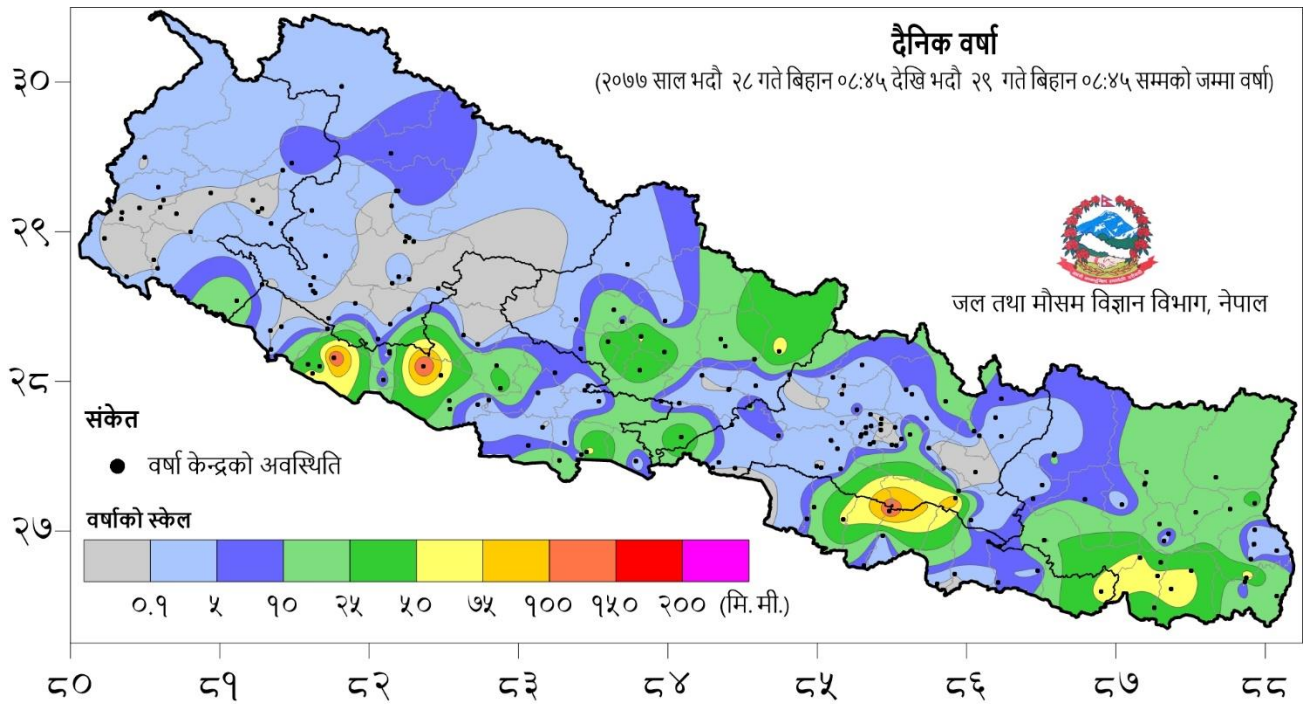 दैनिक वर्षा
(२०७७ साल भदौ २८ गते बिहान ०८:४५ देखि भदौ २९ गते बिहान ०८:४५ सम्मको जम्मा वर्षा)
३०
२९
जल तथा मौसम विज्ञान विभाग, नेपाल
२८
संकेत
वर्षा केन्द्रको अवस्थिति
वर्षाको स्केल
२७
०.१ ५ १० २५ ५० ७५ १०० १५० २०० (मि. मी.)
८० ८१ ८२ ८३ ८४ ८५ ८६ ८७ ८८